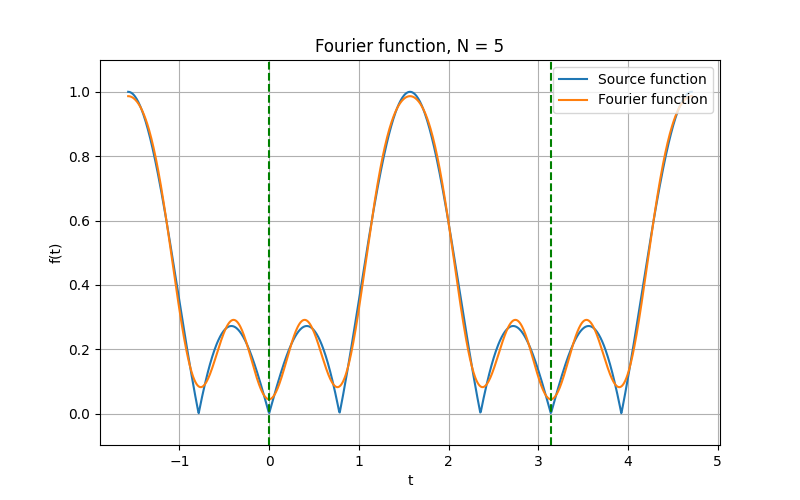 Fourier function, N = 5
Source function
Fourier function
f(t)
1.0
0.8
0.6
0.4
0.2
0.0
−1 0 1 2 3 4 5
t